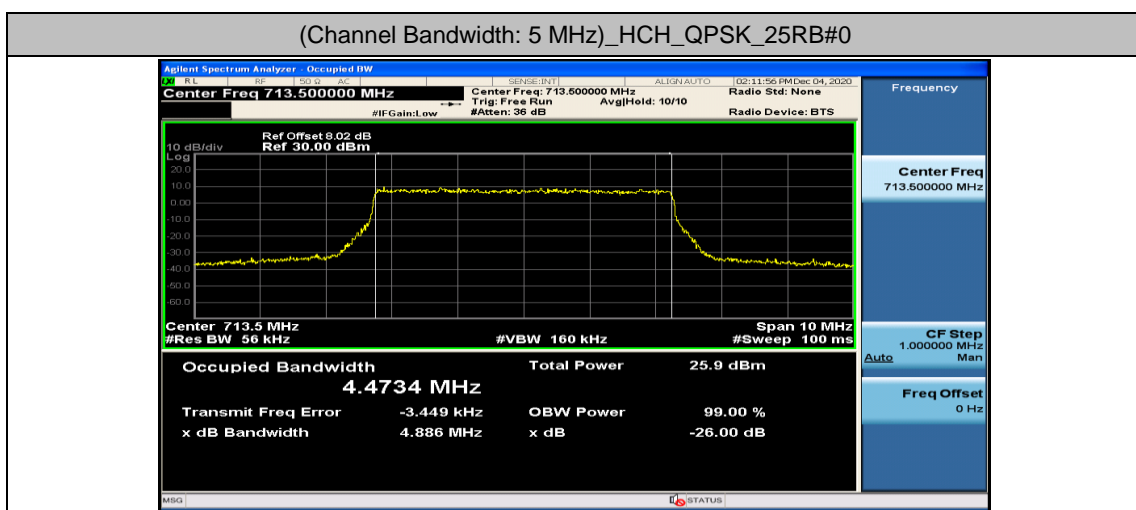 (Channel Bandwidth: 5 MHz)_HCH_QPSK_25RB#0
Agilent Spectrum Analyzer - Occupied BW
LXI RL RF 50 Ω AC SENSE:INT ALIGN AUTO 02:11:56 PM Dec 04, 2020
Center Freq 713.500000 MHz Center Freq: 713.500000 MHz Radio Std: None Frequency
Trig: Free Run Avg|Hold: 10/10
#IFGain:Low #Atten: 36 dB Radio Device: BTS
Ref Offset 8.02 dB
10 dB/div Ref 30.00 dBm
Log
20.0
10.0
0.00
-10.0
-20.0
-30.0
-40.0
-50.0
-60.0
Center Freq
713.500000 MHz
Center 713.5 MHz Span 10 MHz
#Res BW 56 kHz #VBW 160 kHz #Sweep 100 ms
CF Step
1.000000 MHz
Auto Man
Occupied Bandwidth Total Power 25.9 dBm
4.4734 MHz
Freq Offset
0 Hz
Transmit Freq Error -3.449 kHz OBW Power 99.00 %
x dB Bandwidth 4.886 MHz x dB -26.00 dB
MSG STATUS